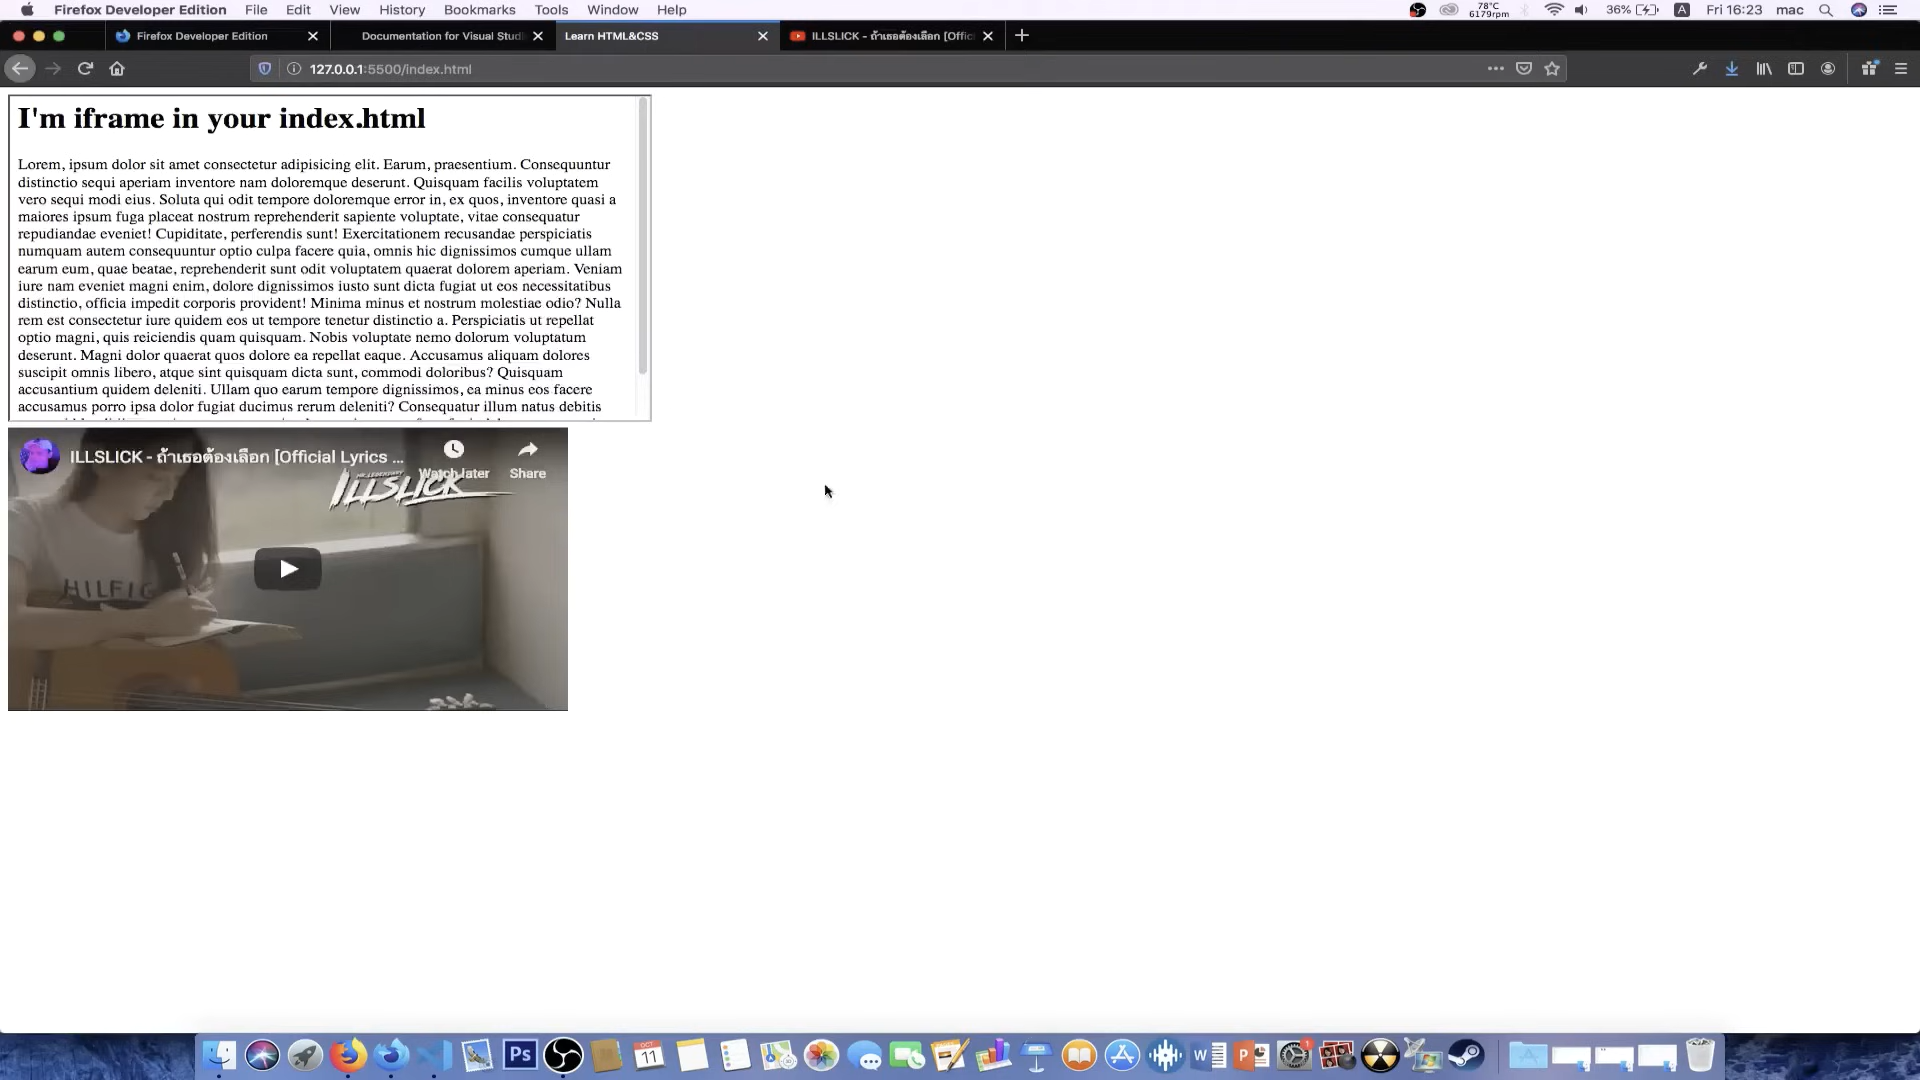 Firefox Developer Edition File Edit View History Bookmarks Tools Window Help 78°C 6179rpm 36% A Fri 16:23 mac
Firefox Developer Edition Documentation for Visual Stud Learn HTML&CSS ILLSLICK - ถ้าเธอต้องเลือก [Offic
127.0.0.1:5500/index.html
I'm iframe in your index.html
Lorem, ipsum dolor sit amet consectetur adipisicing elit. Earum, praesentium. Consequuntur
distinctio sequi aperiam inventore nam doloremque deserunt. Quisquam facilis voluptatem
vero sequi modi eius. Soluta qui odit tempore doloremque error in, ex quos, inventore quasi a
maiores ipsum fuga placeat nostrum reprehenderit sapiente voluptate, vitae consequatur
repudiandae eveniet! Cupiditate, perferendis sunt! Exercitationem recusandae perspiciatis
numquam autem consequuntur optio culpa facere quia, omnis hic dignissimos cumque ullam
earum eum, quae beatae, reprehenderit sunt odit voluptatem quaerat dolorem aperiam. Veniam
iure nam eveniet magni enim, dolore dignissimos iusto sunt dicta fugiat ut eos necessitatibus
distinctio, officia impedit corporis provident! Minima minus et nostrum molestiae odio? Nulla
rem est consectetur iure quidem eos ut tempore tenetur distinctio a. Perspiciatis ut repellat
optio magni, quis reiciendis quam quisquam. Nobis voluptate nemo dolorum voluptatum
deserunt. Magni dolor quaerat quos dolore ea repellat eaque. Accusamus aliquam dolores
suscipit omnis libero, atque sint quisquam dicta sunt, commodi doloribus? Quisquam
accusantium quidem deleniti. Ullam quo earum tempore dignissimos, ea minus eos facere
accusamus porro ipsa dolor fugiat ducimus rerum deleniti? Consequatur illum natus debitis
ILLSLICK - ถ้าเธอต้องเลือก [Official Lyrics ...
Watch later Share
ILLSLICK
HILFIG
Ps OCT 11 W P 1